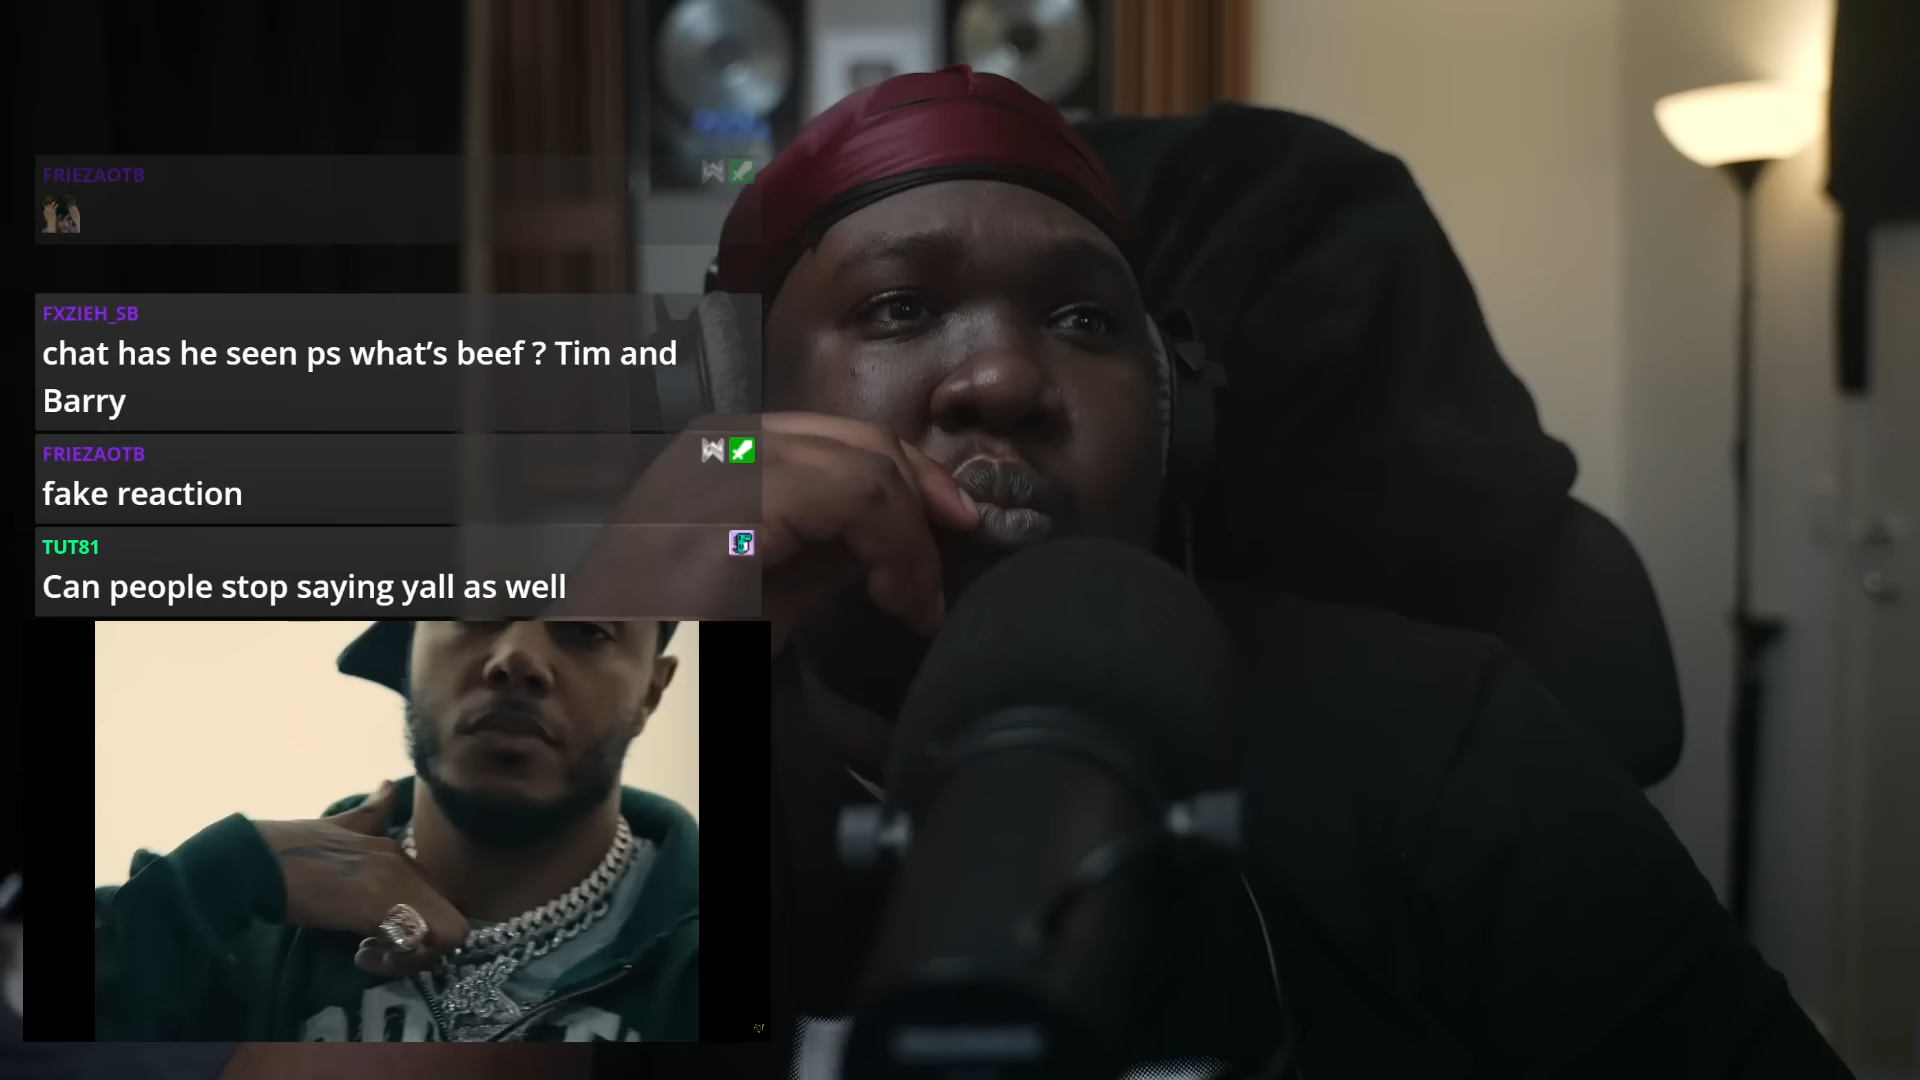 FRIEZAOTB
FXZIEH_SB
chat has he seen ps what’s beef ? Tim and
Barry
FRIEZAOTB
fake reaction
TUT81
Can people stop saying yall as well